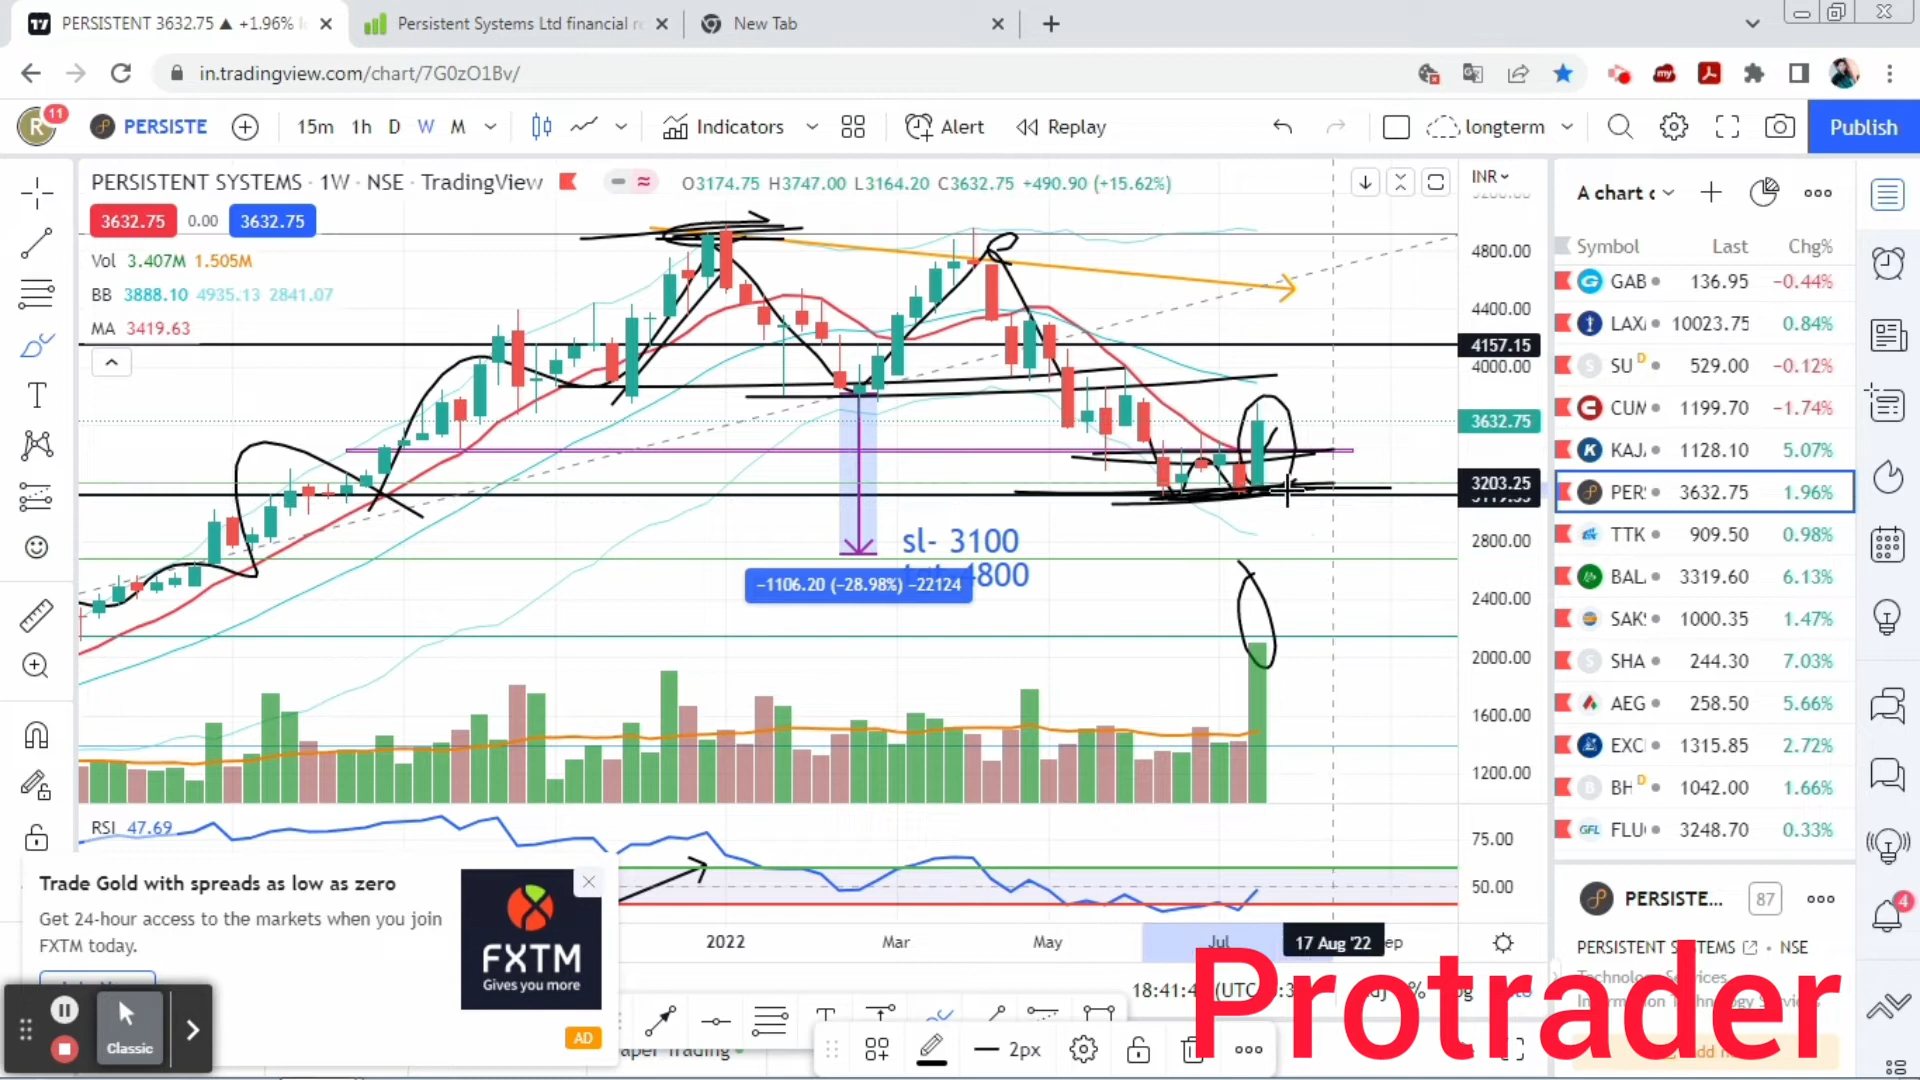 PERSISTENT 3632.75 ▲ +1.96%
Persistent Systems Ltd financial re
New Tab
in.tradingview.com/chart/7G0zO1Bv/
R 11 PERSISTE 15m 1h D W M Indicators Alert Replay longterm Publish
PERSISTENT SYSTEMS · 1W · NSE · TradingView O3174.75 H3747.00 L3164.20 C3632.75 +490.90 (+15.62%)
INR
3632.75 0.00 3632.75
Vol 3.407M 1.505M
BB 3888.10 4935.13 2841.07
MA 3419.63
4800.00
4400.00
4157.15
4000.00
3632.75
3203.25
2800.00
2400.00
2000.00
1600.00
1200.00
sl- 3100
4800
−1106.20 (−28.98%) −22124
RSI 47.69
75.00
50.00
2022 Mar May Jul 17 Aug '22 ep
A chart c
Symbol Last Chg%
GAB 136.95 −0.44%
LAX 10023.75 0.84%
SU D 529.00 −0.12%
CUM 1199.70 −1.74%
KAJ 1128.10 5.07%
PER 3632.75 1.96%
TTK 909.50 0.98%
BAL 3319.60 6.13%
SAK 1000.35 1.47%
SHA 244.30 7.03%
AEG 258.50 5.66%
EXC 1315.85 2.72%
BH D 1042.00 1.66%
GFL FLU 3248.70 0.33%
PERSISTE... 87
4
PERSISTENT SYSTEMS · NSE
Trade Gold with spreads as low as zero
Get 24-hour access to the markets when you join
FXTM today.
FXTM
Gives you more
AD
Classic
2px
Protrader